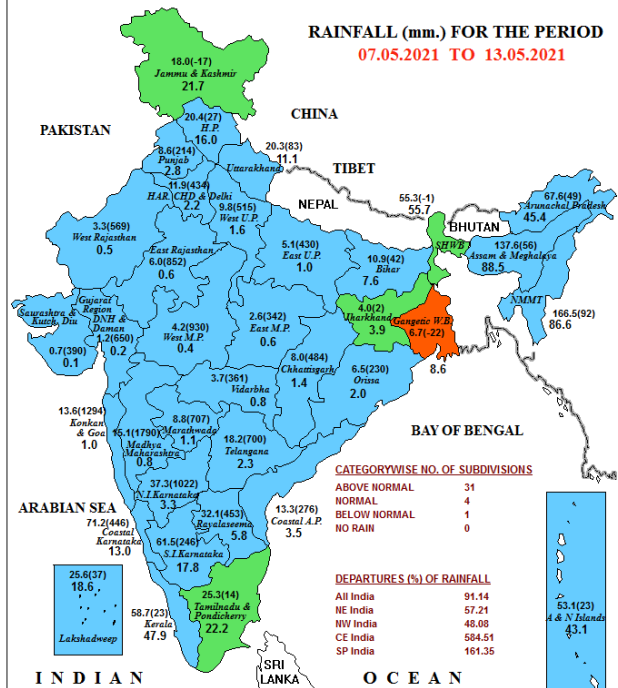 RAINFALL (mm.) FOR THE PERIOD
07.05.2021 TO 13.05.2021
18.0(-17)
Jammu & Kashmir
21.7
CHINA
PAKISTAN
20.4(27)
H.P.
16.0
8.6(214)
Punjab
2.8
Uttarakhand
20.3(83)
11.1
TIBET
NEPAL
11.9(434)
HAR. CHD & Delhi
2.2
9.8(515)
West U.P.
1.6
55.3(-1)
55.7
BHUTAN
SHWB
67.6(49)
Arunachal Pradesh
45.4
3.3(569)
West Rajasthan
0.5
East Rajasthan
6.0(852)
0.6
5.1(430)
East U.P.
1.0
10.9(42)
Bihar
7.6
137.6(56)
Assam & Meghalaya
88.5
NMMT
166.5(92)
86.6
Saurashtra &
Kutch, Diu
0.7(390)
0.1
Gujarat
Region
DNH &
Daman
1.2(650)
0.2
4.2(930)
West M.P.
0.4
2.6(342)
East M.P.
0.6
4.0(2)
Jharkhand
3.9
Gangetic W.B.
6.7(-22)
8.6
8.0(484)
Chhattisgarh
1.4
6.5(230)
Orissa
2.0
3.7(361)
Vidarbha
0.8
13.6(1294)
Konkan
& Goa
1.0
15.1(1790)
Madhya
Maharashtra
0.8
8.8(707)
Marathwada
1.1
18.2(700)
Telangana
2.3
BAY OF BENGAL
ARABIAN SEA
37.3(1022)
N.I.Karnataka
3.3
32.1(453)
Rayalaseema
5.8
13.3(276)
Coastal A.P.
3.5
71.2(446)
Coastal
Karnataka
13.0
61.5(246)
S.I.Karnataka
17.8
25.3(14)
Tamilnadu &
Pondicherry
22.2
58.7(23)
Kerala
47.9
25.6(37)
18.6
Lakshadweep
CATEGORYWISE NO. OF SUBDIVISIONS
ABOVE NORMAL 31
NORMAL 4
BELOW NORMAL 1
NO RAIN 0
DEPARTURES (%) OF RAINFALL
All India 91.14
NE India 57.21
NW India 48.08
CE India 584.51
SP India 161.35
53.1(23)
A & N Islands
43.1
SRI
LANKA
INDIAN OCEAN